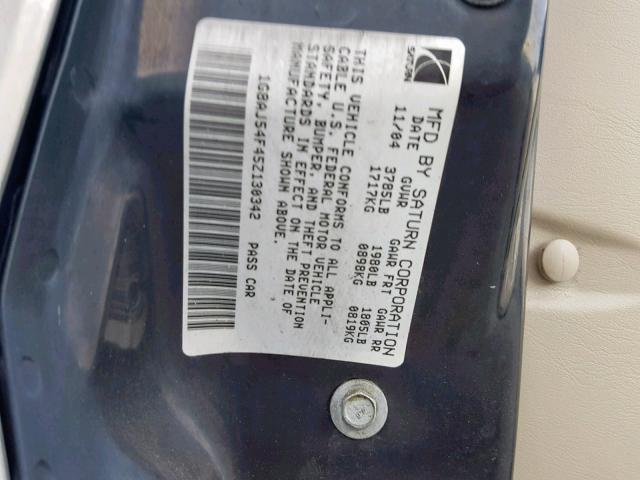 SATURN
MFD BY SATURN CORPORATION
DATE GVWR GAWR FRT GAWR RR
11/04 3785LB 1980LB 1805LB
1717KG 0898KG 0819KG
THIS VEHICLE CONFORMS TO ALL APPLI-
CABLE U.S. FEDERAL MOTOR VEHICLE
SAFETY, BUMPER, AND THEFT PREVENTION
STANDARDS IN EFFECT ON THE DATE OF
MANUFACTURE SHOWN ABOVE.
1G8AJ54F45Z130342 PASS CAR